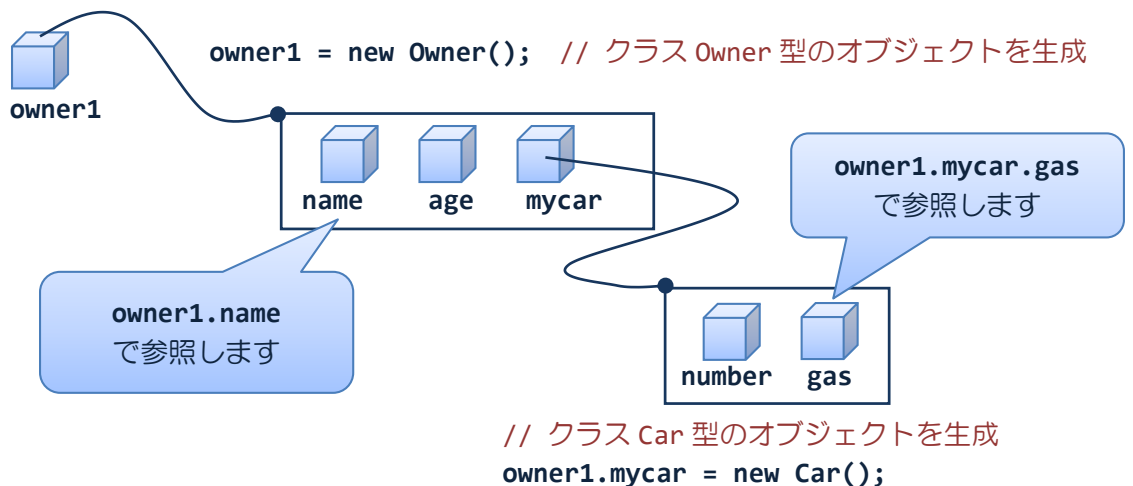 owner1 = new Owner(); // クラス Owner 型のオブジェクトを生成
owner1
name age mycar
owner1.mycar.gas
で参照します
owner1.name
で参照します
number gas
// クラス Car 型のオブジェクトを生成
owner1.mycar = new Car();